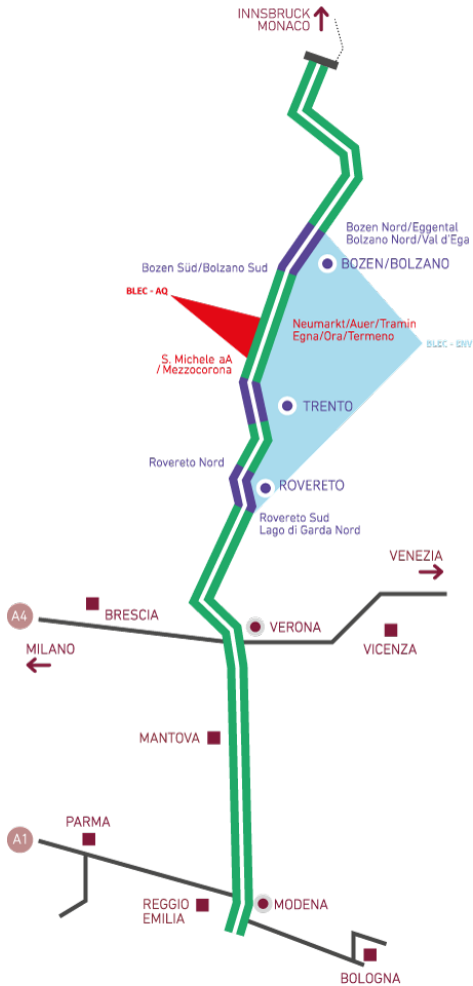 INNSBRUCK
MONACO
Bozen Nord/Eggental
Bolzano Nord/Val d'Ega
BOZEN/BOLZANO
Bozen Süd/Bolzano Sud
BLEC - AQ
Neumarkt/Auer/Tramin
Egna/Ora/Termeno
BLEC - ENV
S. Michele aA
/Mezzocorona
TRENTO
Rovereto Nord
ROVERETO
Rovereto Sud
Lago di Garda Nord
VENEZIA
A4
BRESCIA
VERONA
VICENZA
MILANO
MANTOVA
PARMA
A1
REGGIO
EMILIA
MODENA
BOLOGNA